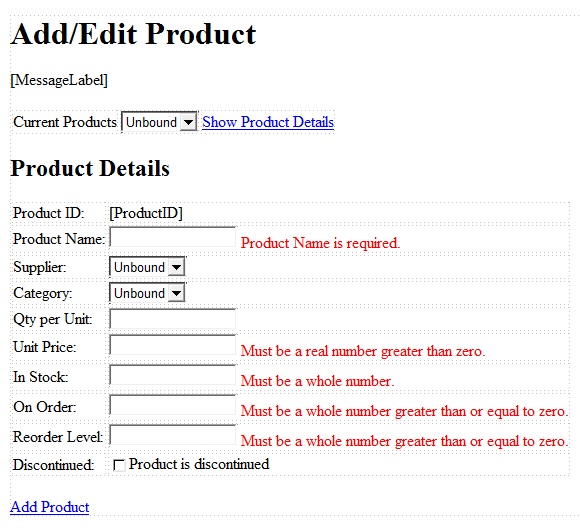 Add/Edit Product
[MessageLabel]
Current Products Unbound Show Product Details
Product Details
Product ID: [ProductID]
Product Name: Product Name is required.
Supplier: Unbound
Category: Unbound
Qty per Unit:
Unit Price: Must be a real number greater than zero.
In Stock: Must be a whole number.
On Order: Must be a whole number greater than or equal to zero.
Reorder Level: Must be a whole number greater than or equal to zero.
Discontinued: Product is discontinued
Add Product